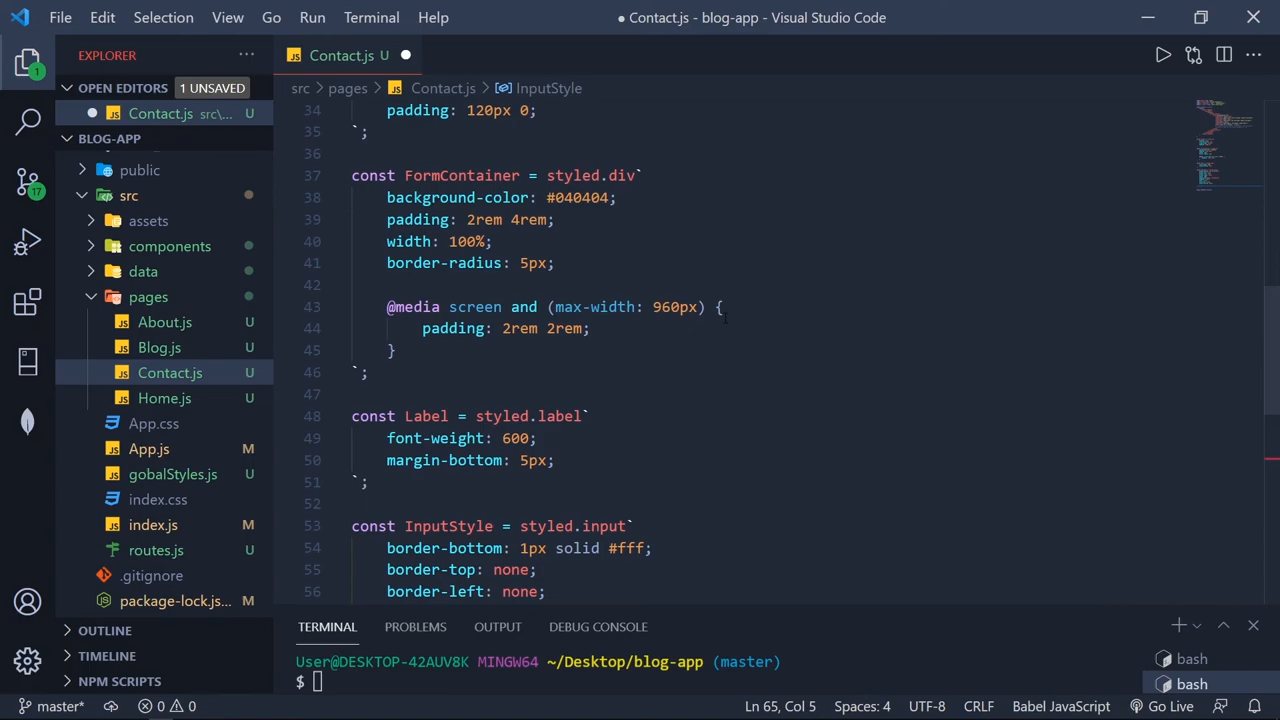 File Edit Selection View Go Run Terminal Help
● Contact.js - blog-app - Visual Studio Code
EXPLORER
1
OPEN EDITORS 1 UNSAVED
Contact.js src\... U
BLOG-APP
public
src
assets
components
data
pages
About.js U
Blog.js U
Contact.js U
Home.js U
App.css
App.js M
gobalStyles.js U
index.css
index.js M
routes.js U
.gitignore
package-lock.js... M
OUTLINE
TIMELINE
NPM SCRIPTS
17
JS Contact.js U
src > pages > JS Contact.js > InputStyle
34 padding: 120px 0;
35 `;
36
37 const FormContainer = styled.div`
38 background-color: #040404;
39 padding: 2rem 4rem;
40 width: 100%;
41 border-radius: 5px;
42
43 @media screen and (max-width: 960px) {
44 padding: 2rem 2rem;
45 }
46 `;
47
48 const Label = styled.label`
49 font-weight: 600;
50 margin-bottom: 5px;
51 `;
52
53 const InputStyle = styled.input`
54 border-bottom: 1px solid #fff;
55 border-top: none;
56 border-left: none;
TERMINAL PROBLEMS OUTPUT DEBUG CONSOLE
User@DESKTOP-42AUV8K MINGW64 ~/Desktop/blog-app (master)
$
bash
bash
master* 0 0 Ln 65, Col 5 Spaces: 4 UTF-8 CRLF Babel JavaScript Go Live